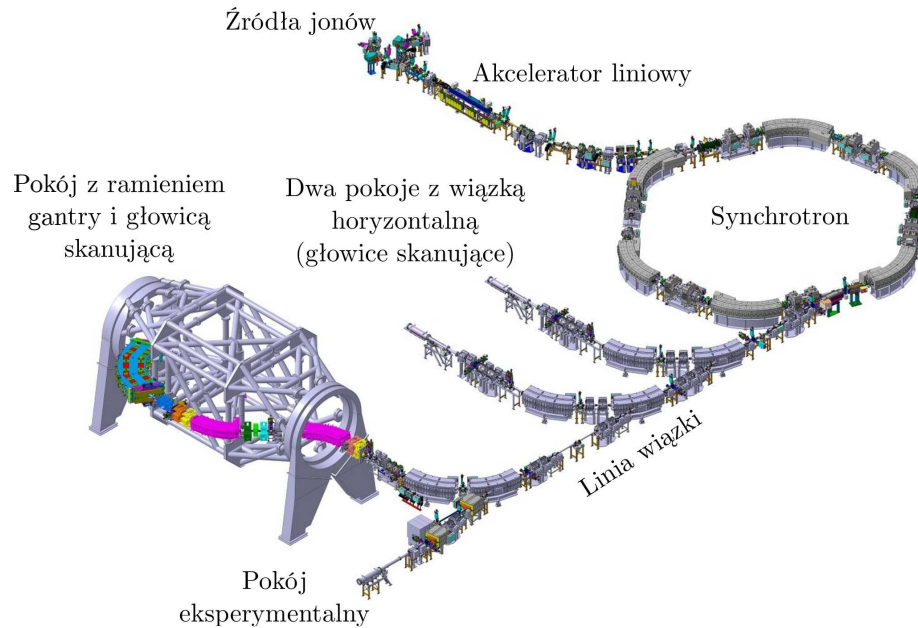 Źródła jonów
Akcelerator liniowy
Pokój z ramieniem
gantry i głowicą
skanującą
Dwa pokoje z wiązką
horyzontalną
(głowice skanujące)
Synchrotron
Linia wiązki
Pokój
eksperymentalny